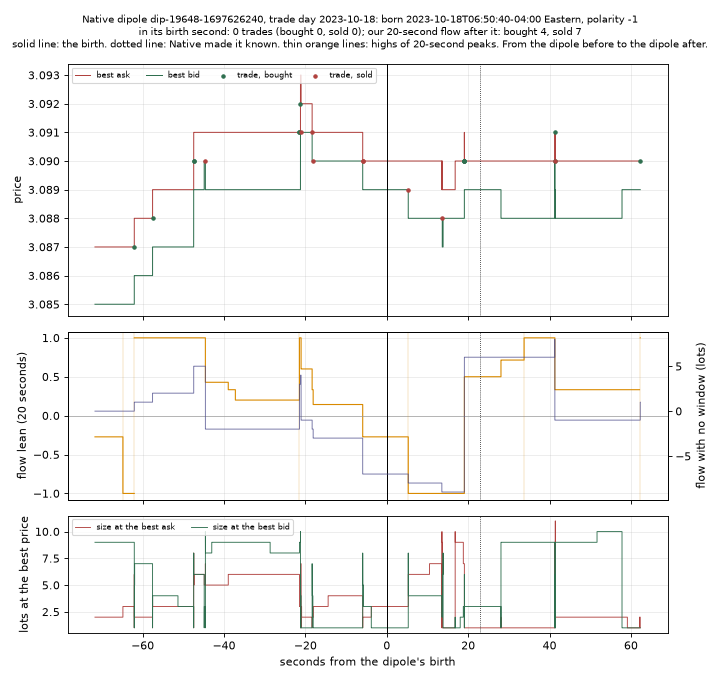 Native dipole dip-19648-1697626240, trade day 2023-10-18: born 2023-10-18T06:50:40-04:00 Eastern, polarity -1
in its birth second: 0 trades (bought 0, sold 0); our 20-second flow after it: bought 4, sold 7
solid line: the birth. dotted line: Native made it known. thin orange lines: highs of 20-second peaks. From the dipole before to the dipole after.
best ask
best bid
trade, bought
trade, sold
3.093
3.092
3.091
3.090
3.089
3.088
3.087
3.086
3.085
price
1.0
0.5
0.0
−0.5
−1.0
flow lean (20 seconds)
5
0
−5
flow with no window (lots)
size at the best ask
size at the best bid
10.0
7.5
5.0
2.5
lots at the best price
−60
−40
−20
0
20
40
60
seconds from the dipole's birth